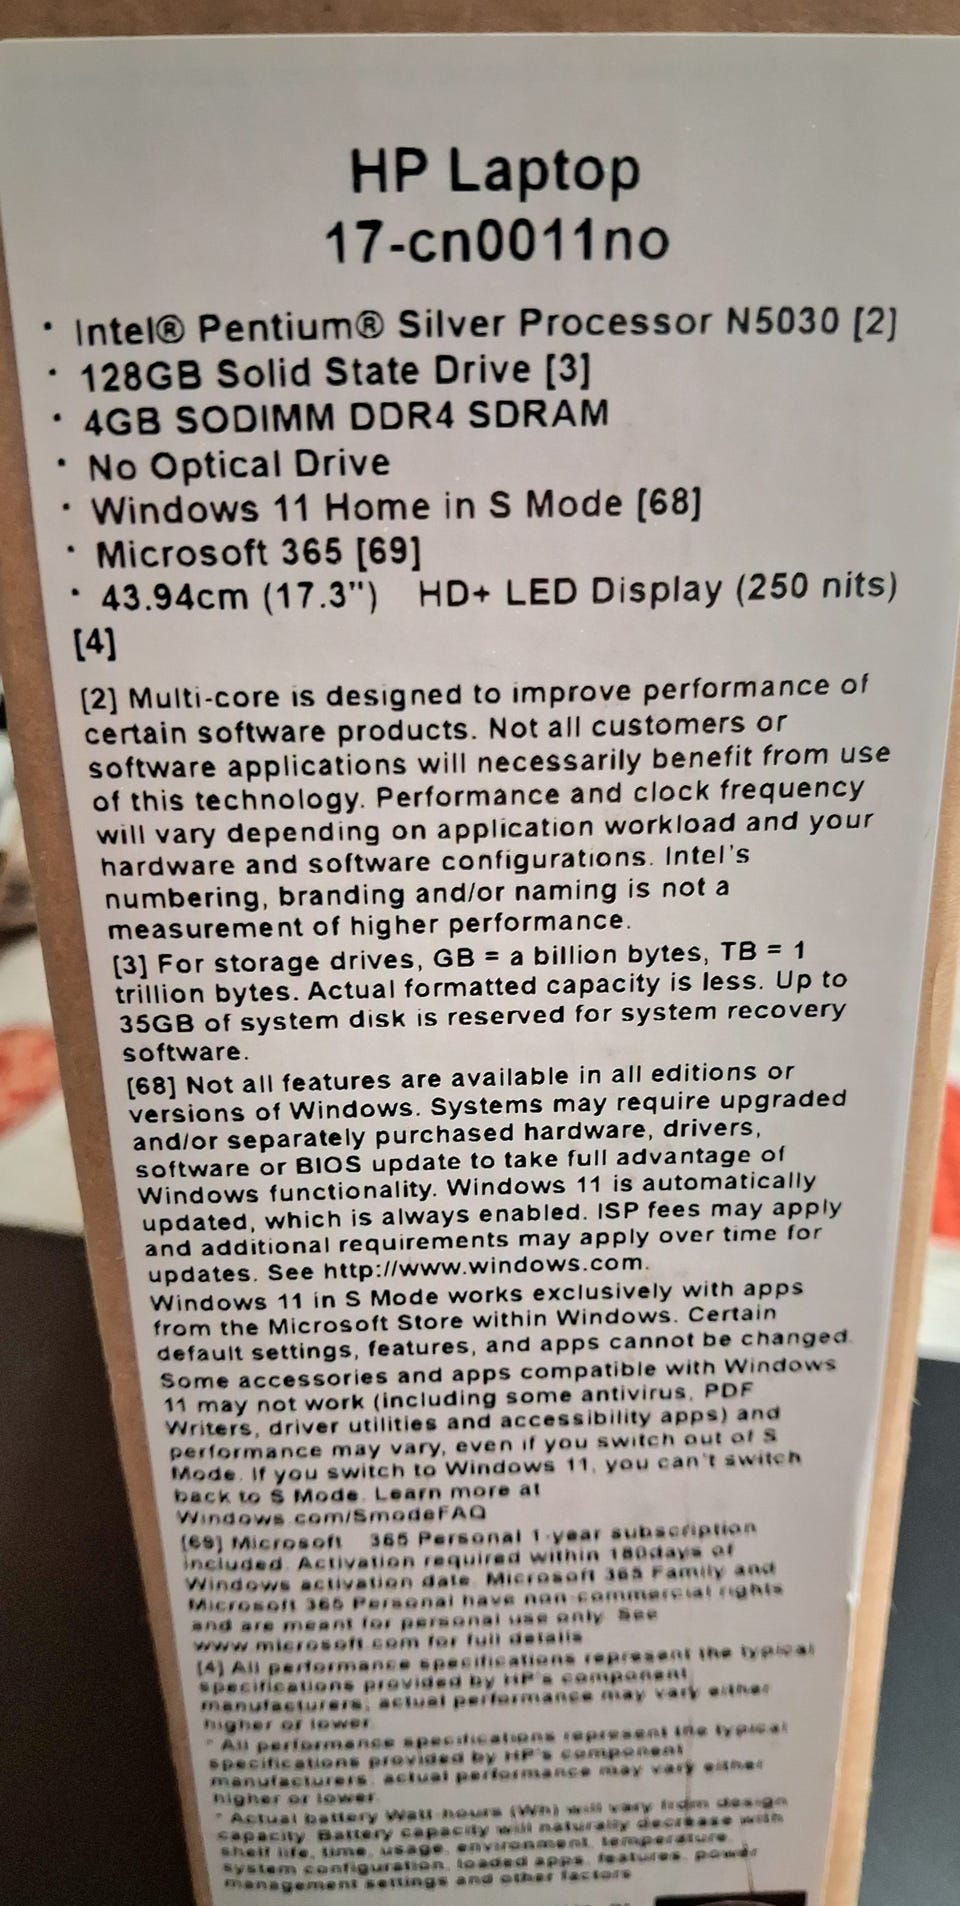 HP Laptop
17-cn0011no
· Intel® Pentium® Silver Processor N5030 [2]
· 128GB Solid State Drive [3]
· 4GB SODIMM DDR4 SDRAM
· No Optical Drive
· Windows 11 Home in S Mode [68]
· Microsoft 365 [69]
· 43.94cm (17.3") HD+ LED Display (250 nits)
[4]
[2] Multi-core is designed to improve performance of
certain software products. Not all customers or
software applications will necessarily benefit from use
of this technology. Performance and clock frequency
will vary depending on application workload and your
hardware and software configurations. Intel's
numbering, branding and/or naming is not a
measurement of higher performance.
[3] For storage drives, GB = a billion bytes, TB = 1
trillion bytes. Actual formatted capacity is less. Up to
35GB of system disk is reserved for system recovery
software.
[68] Not all features are available in all editions or
versions of Windows. Systems may require upgraded
and/or separately purchased hardware, drivers,
software or BIOS update to take full advantage of
Windows functionality. Windows 11 is automatically
updated, which is always enabled. ISP fees may apply
and additional requirements may apply over time for
updates. See http://www.windows.com.
Windows 11 in S Mode works exclusively with apps
from the Microsoft Store within Windows. Certain
default settings, features, and apps cannot be changed.
Some accessories and apps compatible with Windows
11 may not work (including some antivirus, PDF
Writers, driver utilities and accessibility apps) and
performance may vary, even if you switch out of S
Mode. If you switch to Windows 11, you can't switch
back to S Mode. Learn more at
Windows.com/SmodeFAQ
[69] Microsoft 365 Personal 1-year subscription
included. Activation required within 180days of
Windows activation date. Microsoft 365 Family and
Microsoft 365 Personal have non-commercial rights
and are meant for personal use only. See
www.microsoft.com for full details
[4] All performance specifications represent the typical
specifications provided by HP's component
manufacturers; actual performance may vary either
higher or lower.
* All performance specifications represent the typical
specifications provided by HP's component
manufacturers; actual performance may vary either
higher or lower.
* Actual battery Watt-hours (Wh) will vary from design
capacity. Battery capacity will naturally decrease with
shelf life, time, usage, environment, temperature,
system configuration, loaded apps, features, power
management settings and other factors